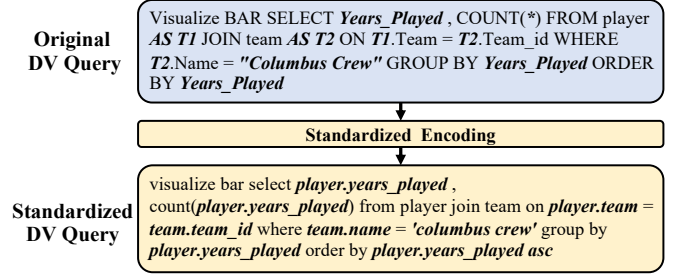 Original
DV Query
Visualize BAR SELECT Years_Played , COUNT(*) FROM player
AS T1 JOIN team AS T2 ON T1.Team = T2.Team_id WHERE
T2.Name = "Columbus Crew" GROUP BY Years_Played ORDER
BY Years_Played
Standardized Encoding
Standardized
DV Query
visualize bar select player.years_played ,
count(player.years_played) from player join team on player.team =
team.team_id where team.name = 'columbus crew' group by
player.years_played order by player.years_played asc